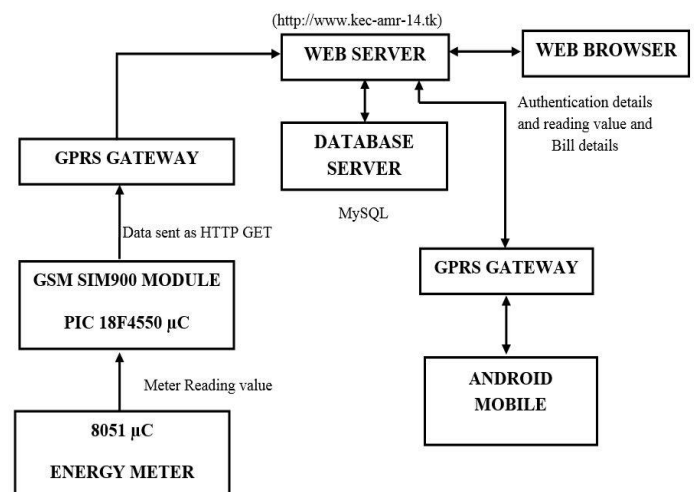 (http://www.kec-amr-14.tk)
WEB SERVER
WEB BROWSER
Authentication details
and reading value and
Bill details
DATABASE
SERVER
MySQL
GPRS GATEWAY
Data sent as HTTP GET
GSM SIM900 MODULE
PIC 18F4550 µC
Meter Reading value
8051 µC
ENERGY METER
GPRS GATEWAY
ANDROID
MOBILE